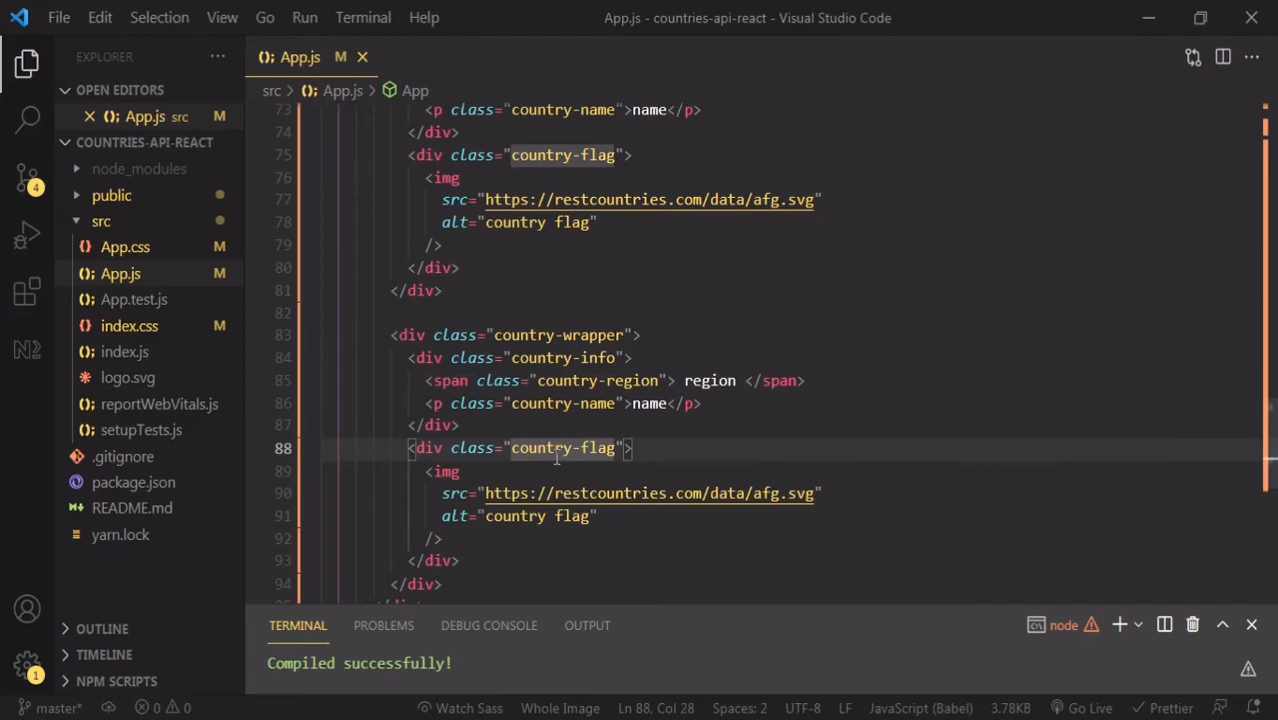 File Edit Selection View Go Run Terminal Help App.js - countries-api-react - Visual Studio Code
EXPLORER
OPEN EDITORS
App.js src M
COUNTRIES-API-REACT
node_modules
public
src
App.css M
App.js M
App.test.js
index.css M
index.js
logo.svg
reportWebVitals.js
setupTests.js
.gitignore
package.json
README.md
yarn.lock
OUTLINE
TIMELINE
NPM SCRIPTS
4
1
App.js M
src > App.js > App
73 <p class="country-name">name</p>
74 </div>
75 <div class="country-flag">
76 <img
77 src="https://restcountries.com/data/afg.svg"
78 alt="country flag"
79 />
80 </div>
81 </div>
82
83 <div class="country-wrapper">
84 <div class="country-info">
85 <span class="country-region"> region </span>
86 <p class="country-name">name</p>
87 </div>
88 <div class="country-flag">
89 <img
90 src="https://restcountries.com/data/afg.svg"
91 alt="country flag"
92 />
93 </div>
94 </div>
TERMINAL PROBLEMS DEBUG CONSOLE OUTPUT node
Compiled successfully!
master* 0 0 Watch Sass Whole Image Ln 88, Col 28 Spaces: 2 UTF-8 LF JavaScript (Babel) 3.78KB Go Live Prettier